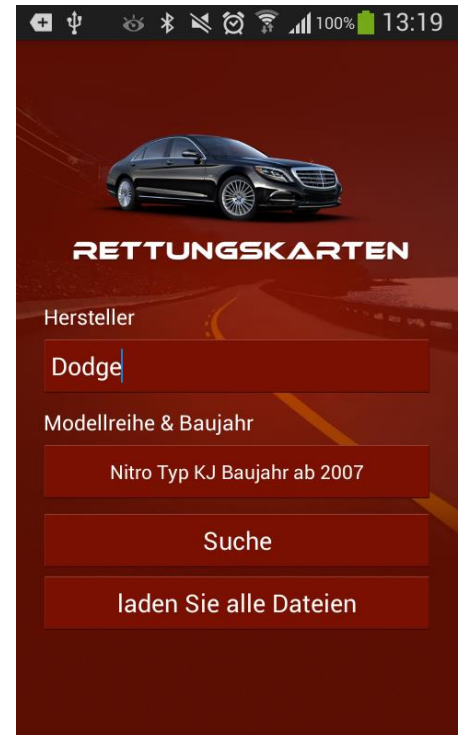 100% 13:19
RETTUNGSKARTEN
Hersteller
Dodge
Modellreihe & Baujahr
Nitro Typ KJ Baujahr ab 2007
Suche
laden Sie alle Dateien